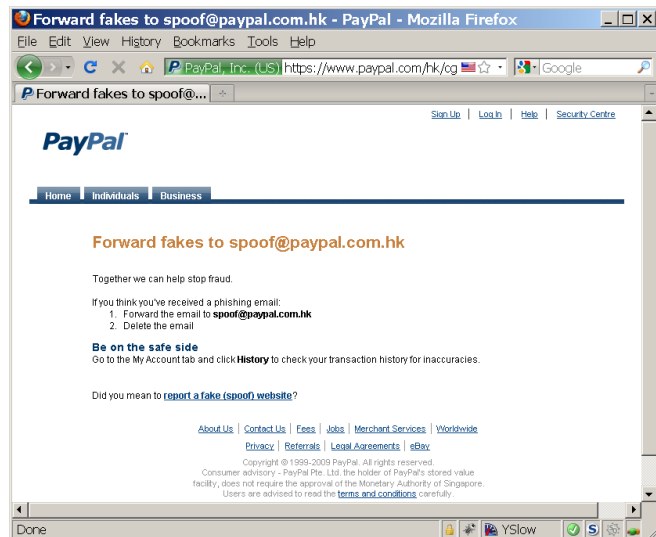 Forward fakes to spoof@paypal.com.hk - PayPal - Mozilla Firefox
File Edit View History Bookmarks Tools Help
PayPal, Inc. (US) https://www.paypal.com/hk/cg Google
Forward fakes to spoof@...
Sign Up | Log In | Help | Security Centre
PayPal
Home Individuals Business
Forward fakes to spoof@paypal.com.hk
Together we can help stop fraud.
If you think you've received a phishing email:
1. Forward the email to spoof@paypal.com.hk
2. Delete the email
Be on the safe side
Go to the My Account tab and click History to check your transaction history for inaccuracies.
Did you mean to report a fake (spoof) website?
About Us | Contact Us | Fees | Jobs | Merchant Services | Worldwide
Privacy | Referrals | Legal Agreements | eBay
Copyright © 1999-2009 PayPal. All rights reserved.
Consumer advisory - PayPal Pte. Ltd. the holder of PayPal's stored value
facility, does not require the approval of the Monetary Authority of Singapore.
Users are advised to read the terms and conditions carefully.
Done YSlow